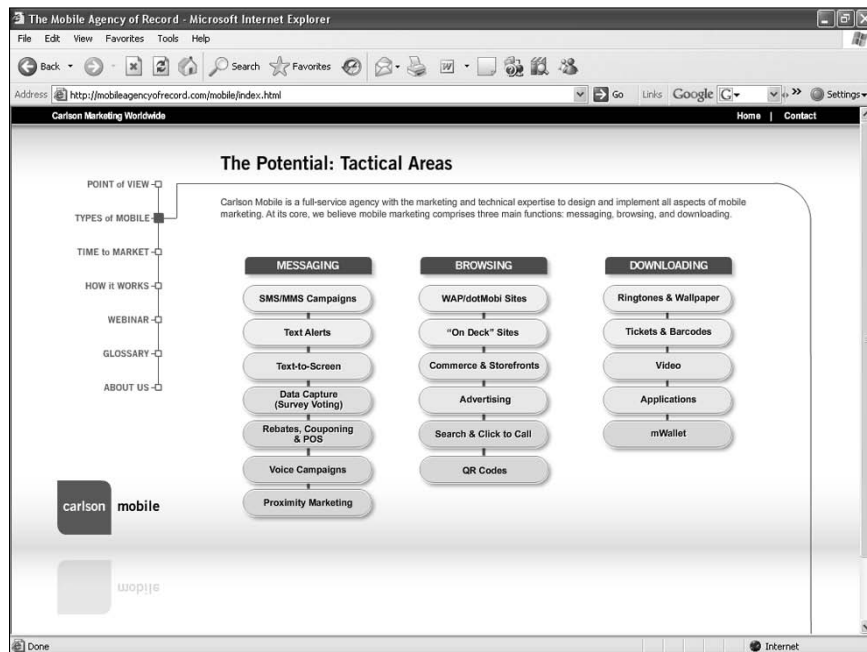 The Mobile Agency of Record - Microsoft Internet Explorer
File Edit View Favorites Tools Help
Back Search Favorites
Address http://mobileagencyofrecord.com/mobile/index.html Go Links Google G Settings
Carlson Marketing Worldwide Home | Contact
The Potential: Tactical Areas
POINT of VIEW
TYPES of MOBILE
TIME to MARKET
HOW it WORKS
WEBINAR
GLOSSARY
ABOUT US
Carlson Mobile is a full-service agency with the marketing and technical expertise to design and implement all aspects of mobile
marketing. At its core, we believe mobile marketing comprises three main functions: messaging, browsing, and downloading.
MESSAGING
SMS/MMS Campaigns
Text Alerts
Text-to-Screen
Data Capture
(Survey Voting)
Rebates, Couponing
& POS
Voice Campaigns
Proximity Marketing
BROWSING
WAP/dotMobi Sites
“On Deck” Sites
Commerce & Storefronts
Advertising
Search & Click to Call
QR Codes
DOWNLOADING
Ringtones & Wallpaper
Tickets & Barcodes
Video
Applications
mWallet
carlson mobile
Done Internet